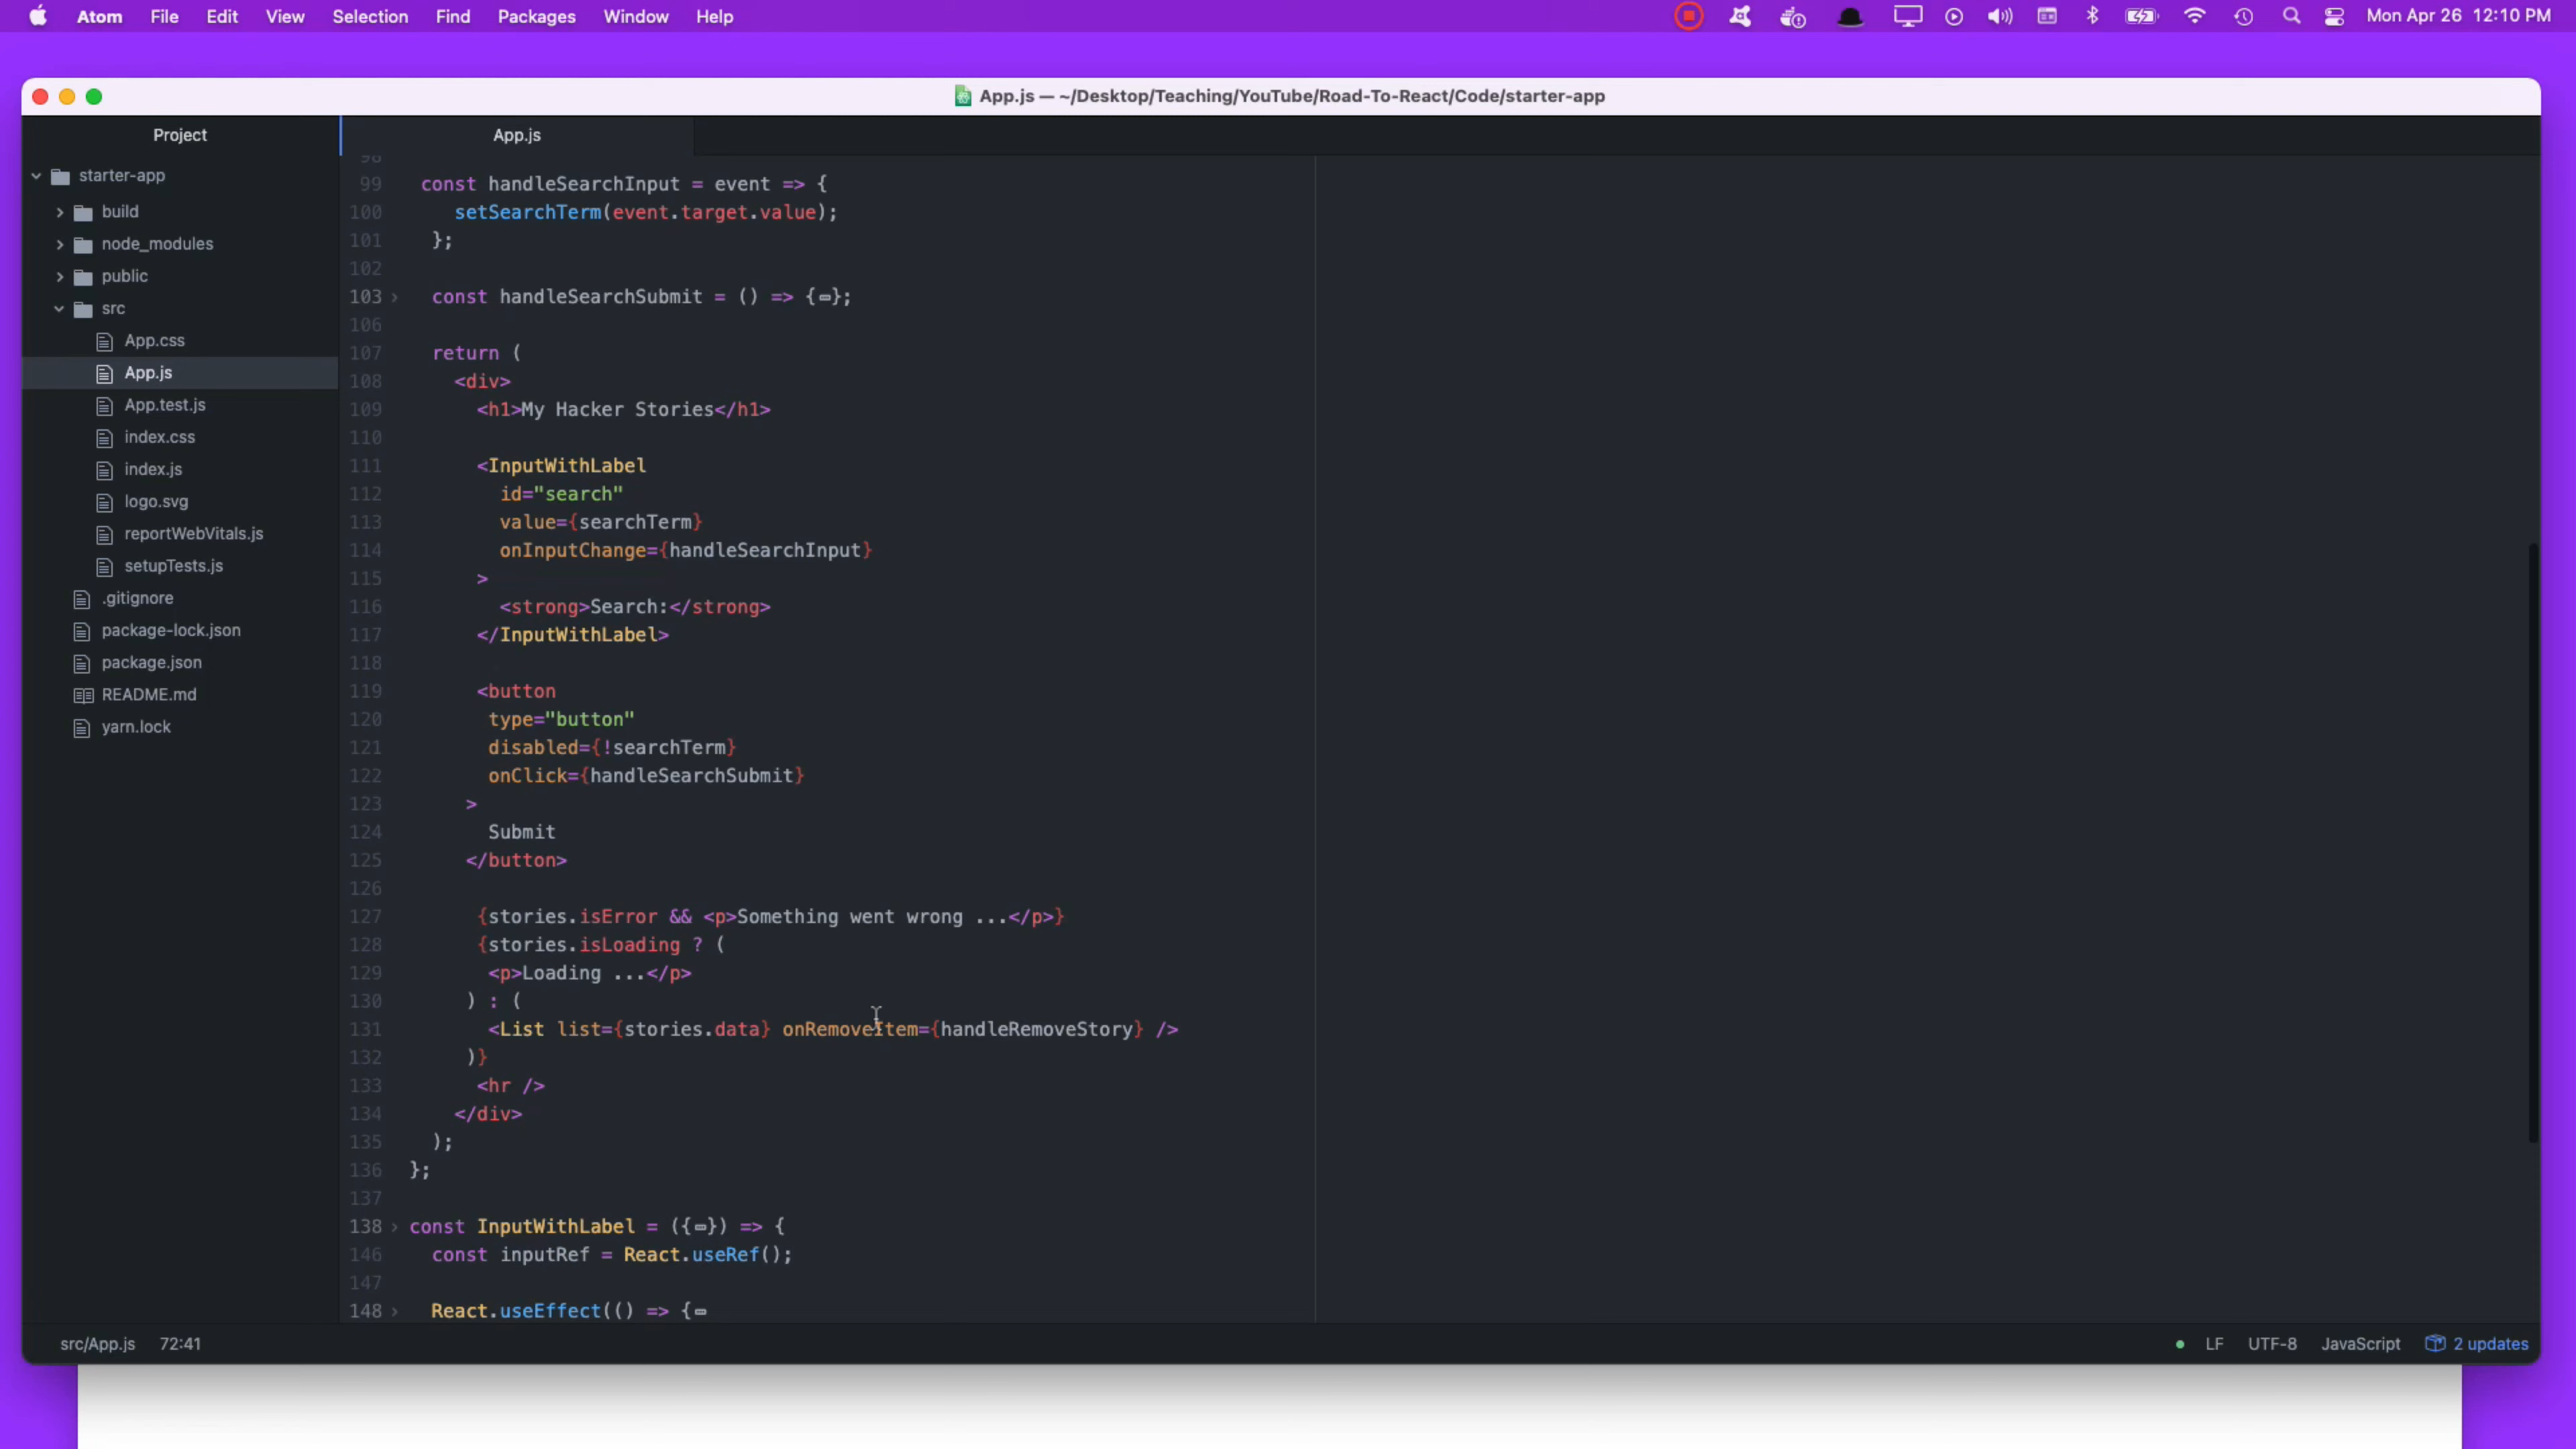 Atom File Edit View Selection Find Packages Window Help Mon Apr 26 12:10 PM
App.js — ~/Desktop/Teaching/YouTube/Road-To-React/Code/starter-app
Project
App.js
starter-app
build
node_modules
public
src
App.css
App.js
App.test.js
index.css
index.js
logo.svg
reportWebVitals.js
setupTests.js
.gitignore
package-lock.json
package.json
README.md
yarn.lock
98
99 const handleSearchInput = event => {
100 setSearchTerm(event.target.value);
101 };
102
103 const handleSearchSubmit = () => {};
106
107 return (
108 <div>
109 <h1>My Hacker Stories</h1>
110
111 <InputWithLabel
112 id="search"
113 value={searchTerm}
114 onInputChange={handleSearchInput}
115 >
116 <strong>Search:</strong>
117 </InputWithLabel>
118
119 <button
120 type="button"
121 disabled={!searchTerm}
122 onClick={handleSearchSubmit}
123 >
124 Submit
125 </button>
126
127 {stories.isError && <p>Something went wrong ...</p>}
128 {stories.isLoading ? (
129 <p>Loading ...</p>
130 ) : (
131 <List list={stories.data} onRemoveItem={handleRemoveStory} />
132 )}
133 <hr />
134 </div>
135 );
136 };
137
138 const InputWithLabel = ({}) => {
146 const inputRef = React.useRef();
147
148 React.useEffect(() => {
src/App.js 72:41
LF UTF-8 JavaScript 2 updates